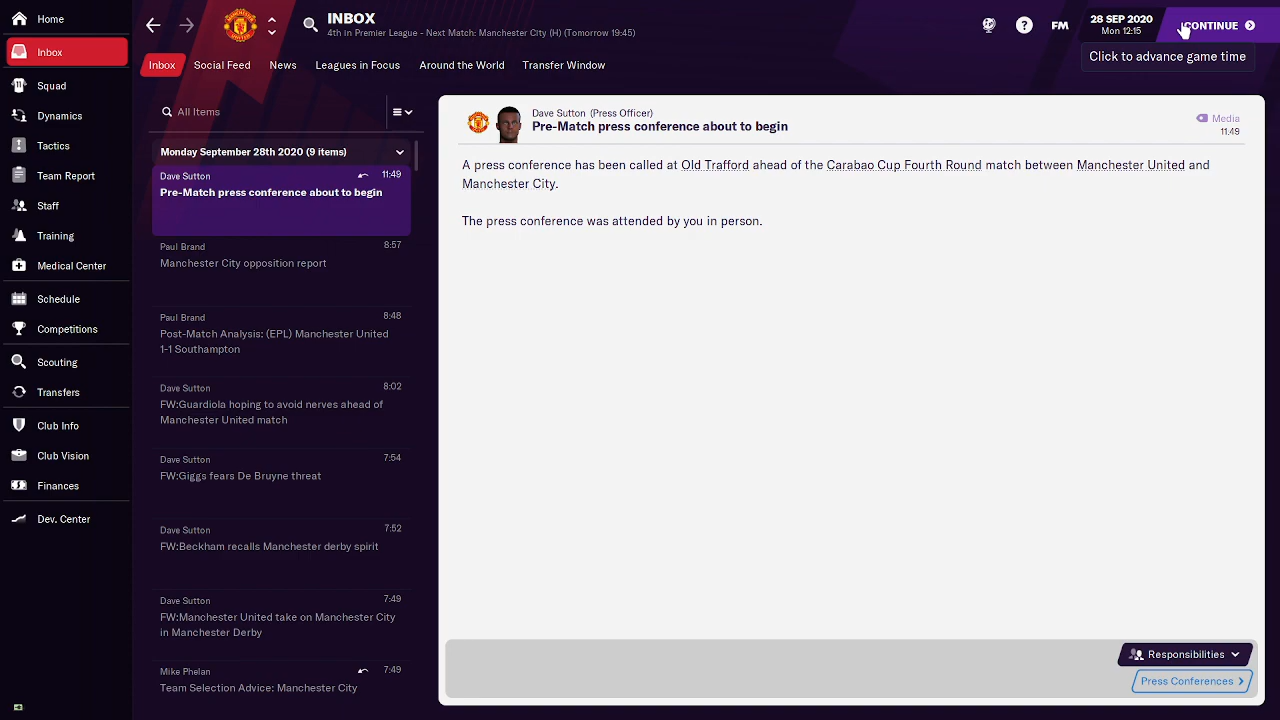 Home
INBOX
4th in Premier League - Next Match: Manchester City (H) (Tomorrow 19:45)
FM
28 SEP 2020
Mon 12:15
CONTINUE
Click to advance game time
Inbox
Squad
Dynamics
Tactics
Team Report
Staff
Training
Medical Center
Schedule
Competitions
Scouting
Transfers
Club Info
Club Vision
Finances
Dev. Center
Inbox
Social Feed
News
Leagues in Focus
Around the World
Transfer Window
All Items
Monday September 28th 2020 (9 items)
Dave Sutton 11:49
Pre-Match press conference about to begin
Paul Brand 8:57
Manchester City opposition report
Paul Brand 8:48
Post-Match Analysis: (EPL) Manchester United
1-1 Southampton
Dave Sutton 8:02
FW:Guardiola hoping to avoid nerves ahead of
Manchester United match
Dave Sutton 7:54
FW:Giggs fears De Bruyne threat
Dave Sutton 7:52
FW:Beckham recalls Manchester derby spirit
Dave Sutton 7:49
FW:Manchester United take on Manchester City
in Manchester Derby
Mike Phelan 7:49
Team Selection Advice: Manchester City
Dave Sutton (Press Officer)
Pre-Match press conference about to begin
Media
11:49
A press conference has been called at Old Trafford ahead of the Carabao Cup Fourth Round match between Manchester United and
Manchester City.
The press conference was attended by you in person.
Responsibilities
Press Conferences